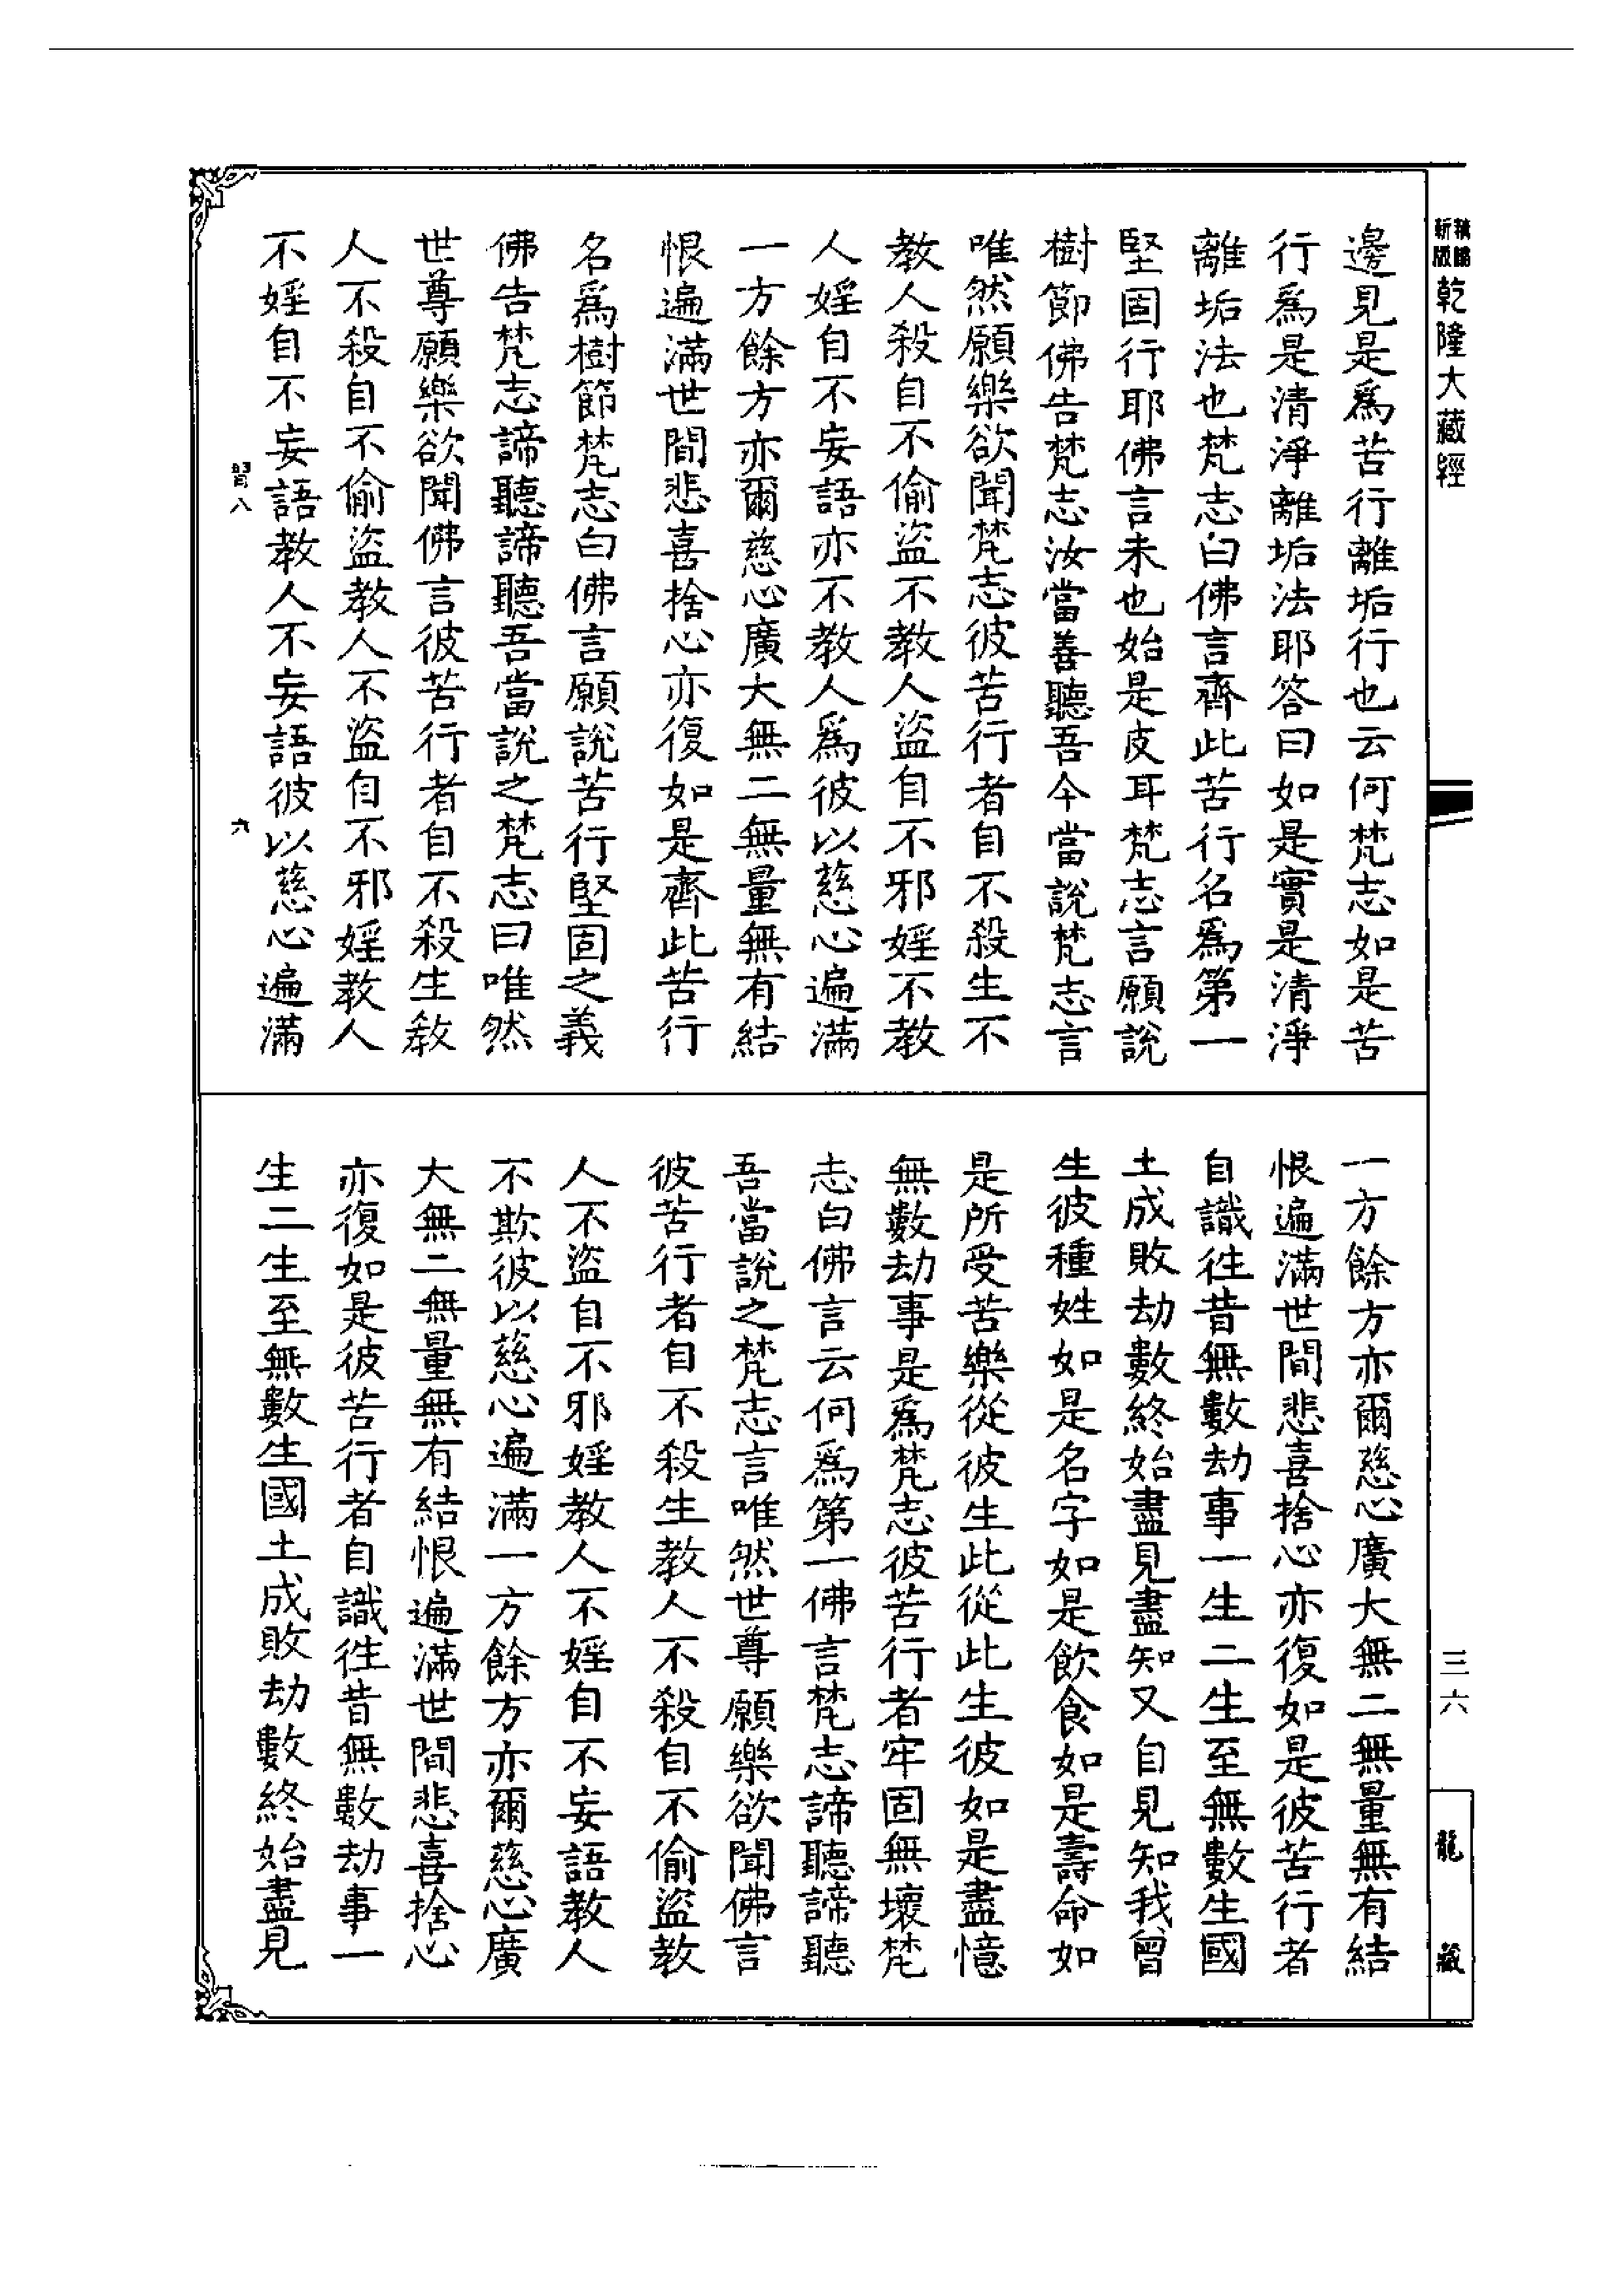 新版
乾隆大藏經
邊見是爲苦行離垢行也云何梵志如是苦
行爲是清淨離垢法耶答曰如是實是清淨
離垢法也梵志白佛言齊此苦行名爲第一
堅固行耶佛言未也始是皮耳梵志言願說
樹節佛告梵志汝當善聽吾今當說梵志言
唯然願樂欲聞梵志彼苦行者自不殺生不
教人殺自不偷盜不教人盜自不邪婬不教
人婬自不妄語亦不教人爲彼以慈心遍滿
一方餘方亦爾慈心廣大無二無量無有結
恨遍滿世間悲喜捨心亦復如是齊此苦行
名爲樹節梵志白佛言願說苦行堅固之義
佛告梵志諦聽諦聽吾當說之梵志曰唯然
世尊願樂欲聞佛言彼苦行者自不殺生教
人不殺自不偷盜教人不盜自不邪婬教人
不婬自不妄語教人不妄語彼以慈心遍滿
習八
六
一方餘方亦爾慈心廣大無二無量無有結
恨遍滿世間悲喜捨心亦復如是彼苦行者
自識往昔無數劫事一生二生至無數生國
土成敗劫數終始盡見盡知又自見知我曾
生彼種姓如是名字如是飲食如是壽命如
是所受苦樂從彼生此從此生彼如是盡憶
無數劫事是爲梵志彼苦行者牢固無壞梵
志白佛言云何爲第一佛言梵志諦聽諦聽
吾當說之梵志言唯然世尊願樂欲聞佛言
彼苦行者自不殺生教人不殺自不偷盜教
人不盜自不邪婬教人不婬自不妄語教人
不欺彼以慈心遍滿一方餘方亦爾慈心廣
大無二無量無有結恨遍滿世間悲喜捨心
亦復如是彼苦行者自識往昔無數劫事一
生二生至無數生國土成敗劫數終始盡見
三六
龍藏